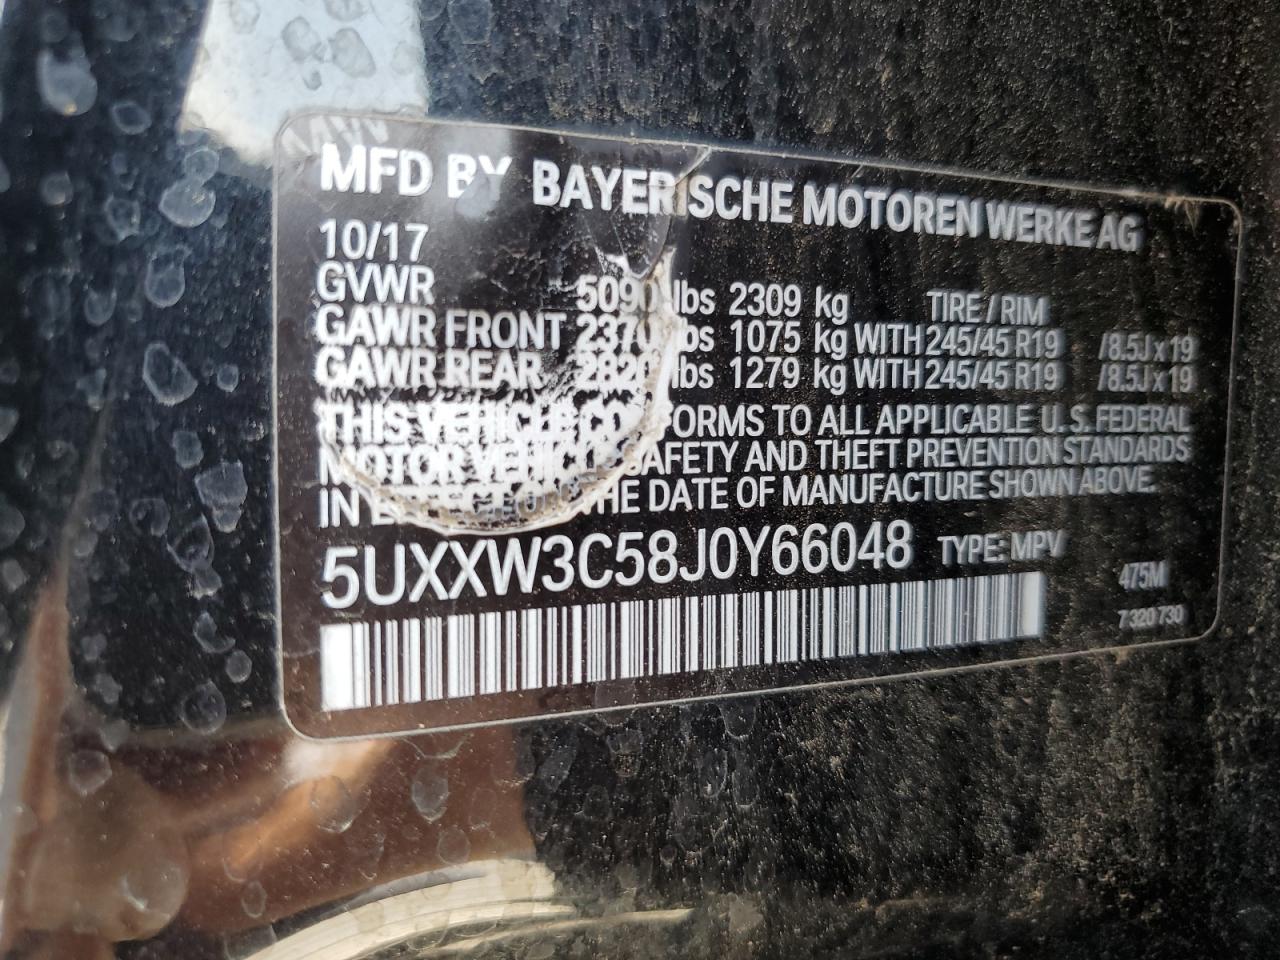 MFD BY BAYERISCHE MOTOREN WERKE AG
10/17
GVWR 5090 lbs 2309 kg TIRE / RIM
GAWR FRONT 2370 lbs 1075 kg WITH 245/45 R19 /8.5J x 19
GAWR REAR 2820 lbs 1279 kg WITH 245/45 R19 /8.5J x 19
THIS VEHICLE CONFORMS TO ALL APPLICABLE U.S. FEDERAL
MOTOR VEHICLE SAFETY AND THEFT PREVENTION STANDARDS
IN EFFECT ON THE DATE OF MANUFACTURE SHOWN ABOVE.
5UXXW3C58J0Y66048 TYPE: MPV
475M
7 320 730